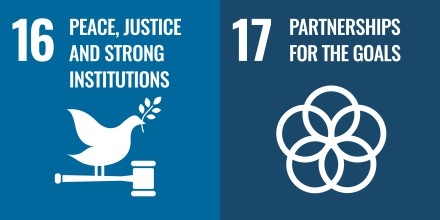 16
PEACE, JUSTICE
AND STRONG
INSTITUTIONS
17
PARTNERSHIPS
FOR THE GOALS